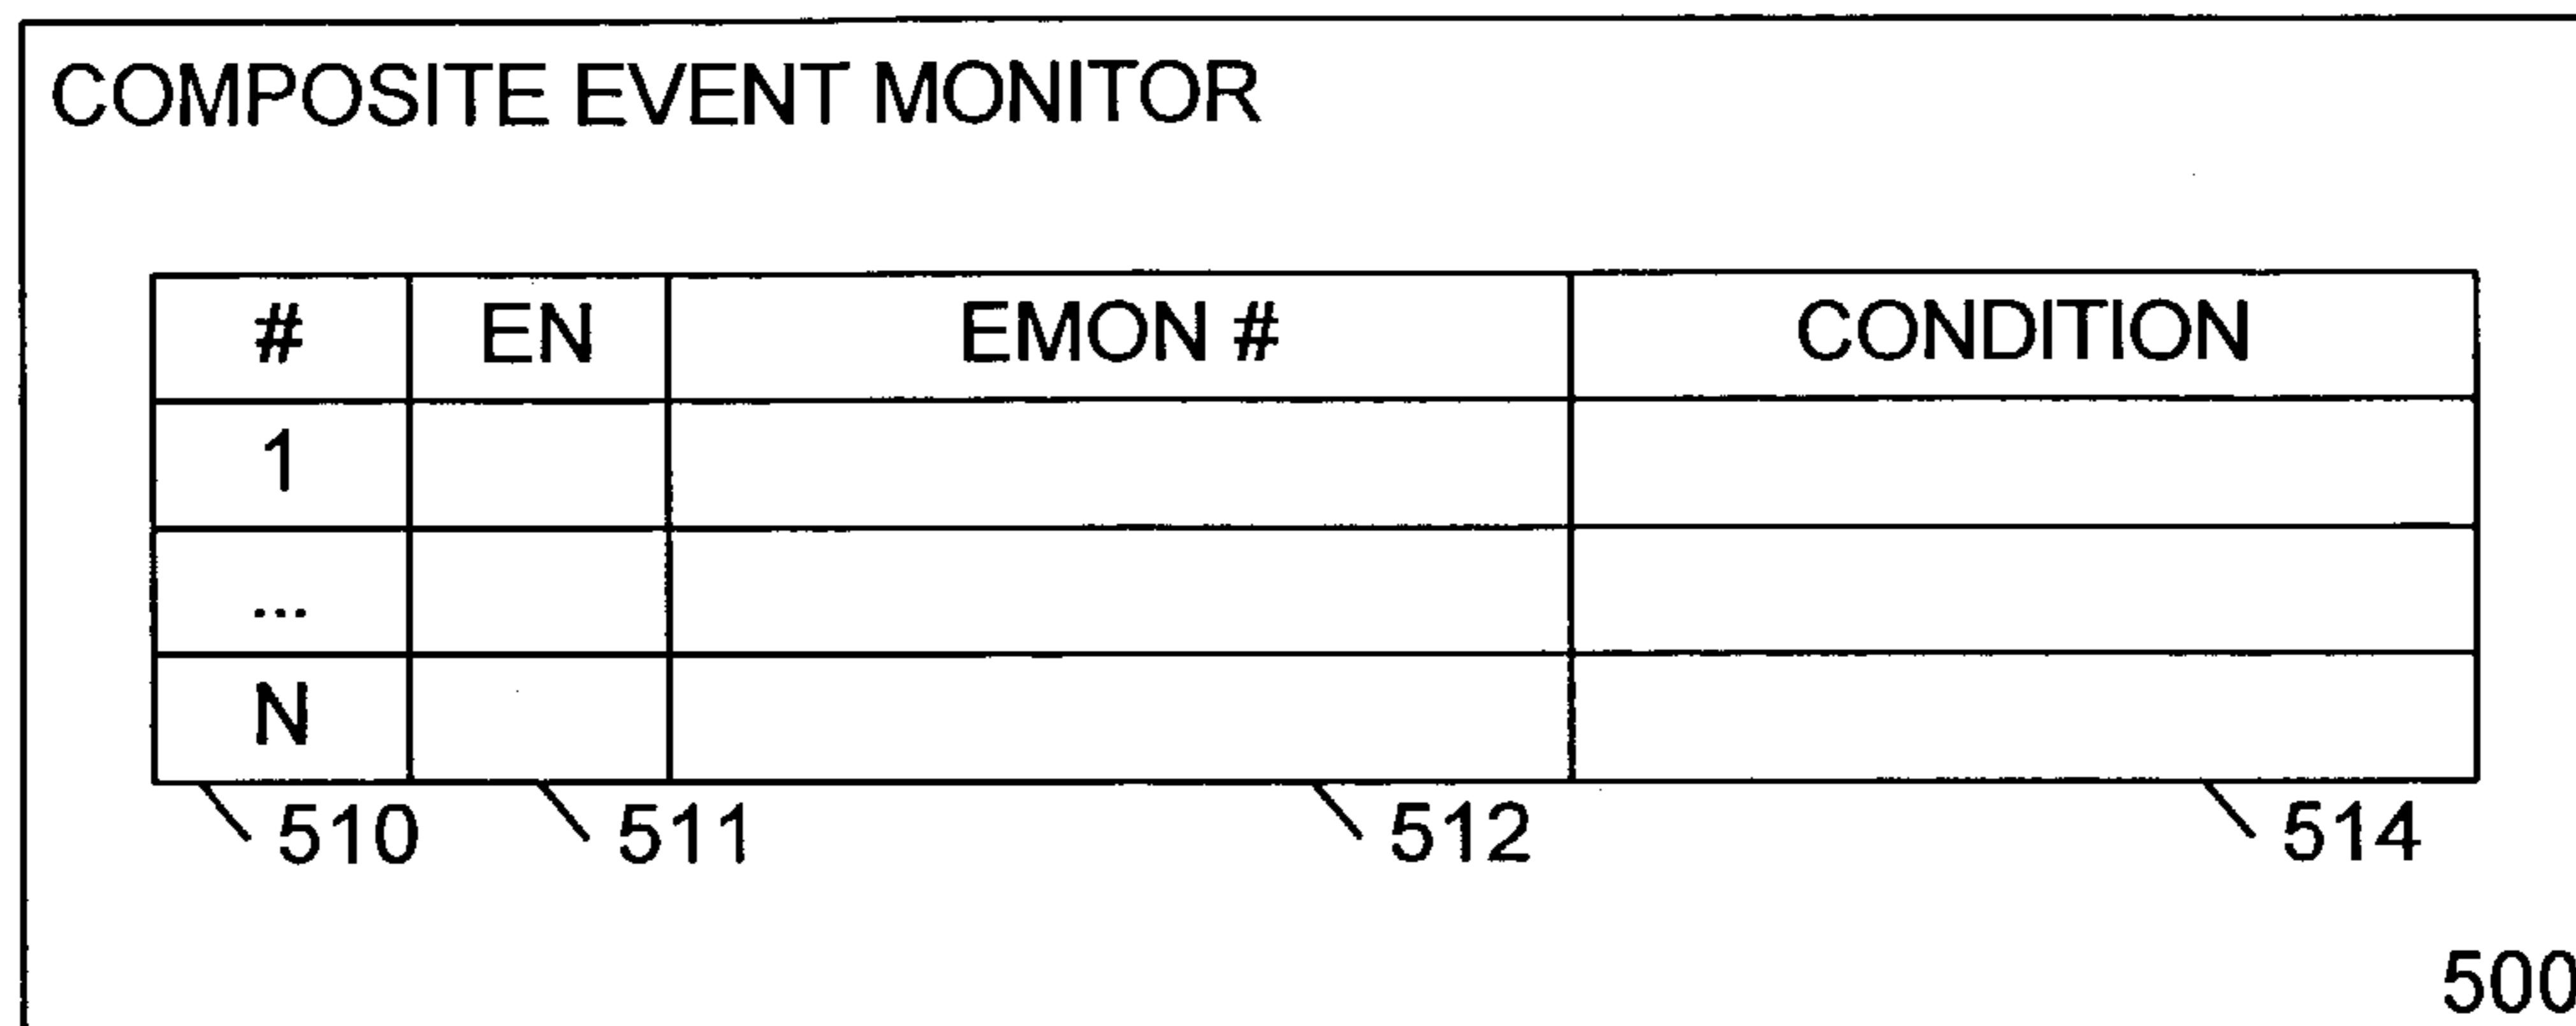 COMPOSITE EVENT MONITOR
# EN EMON # CONDITION
1
...
N
510 511 512 514
500